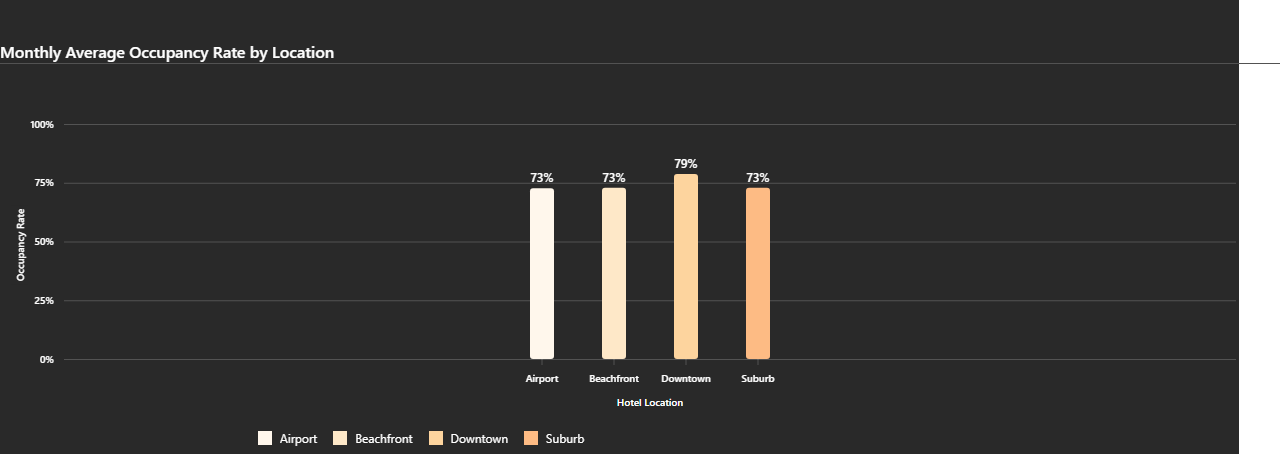 Monthly Average Occupancy Rate by Location
100%
75%
50%
25%
0%
Occupancy Rate
73%
73%
79%
73%
Airport
Beachfront
Downtown
Suburb
Hotel Location
Airport
Beachfront
Downtown
Suburb